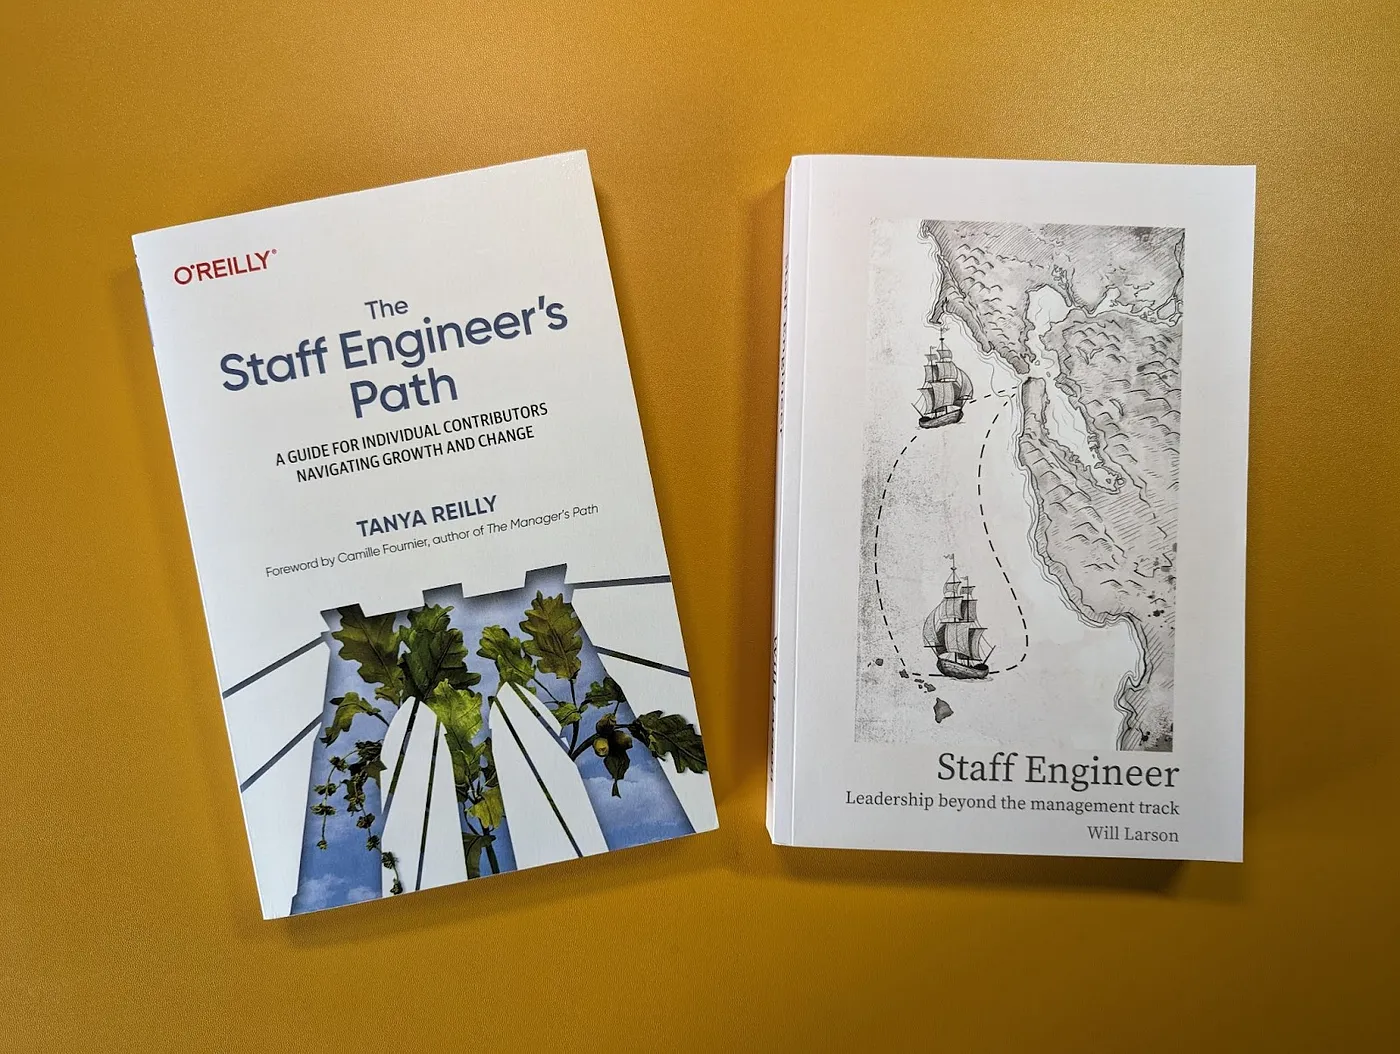 O'REILLY®
The
Staff Engineer's
Path
A GUIDE FOR INDIVIDUAL CONTRIBUTORS
NAVIGATING GROWTH AND CHANGE
TANYA REILLY
Foreword by Camille Fournier, author of The Manager's Path
Staff Engineer
Leadership beyond the management track
Will Larson